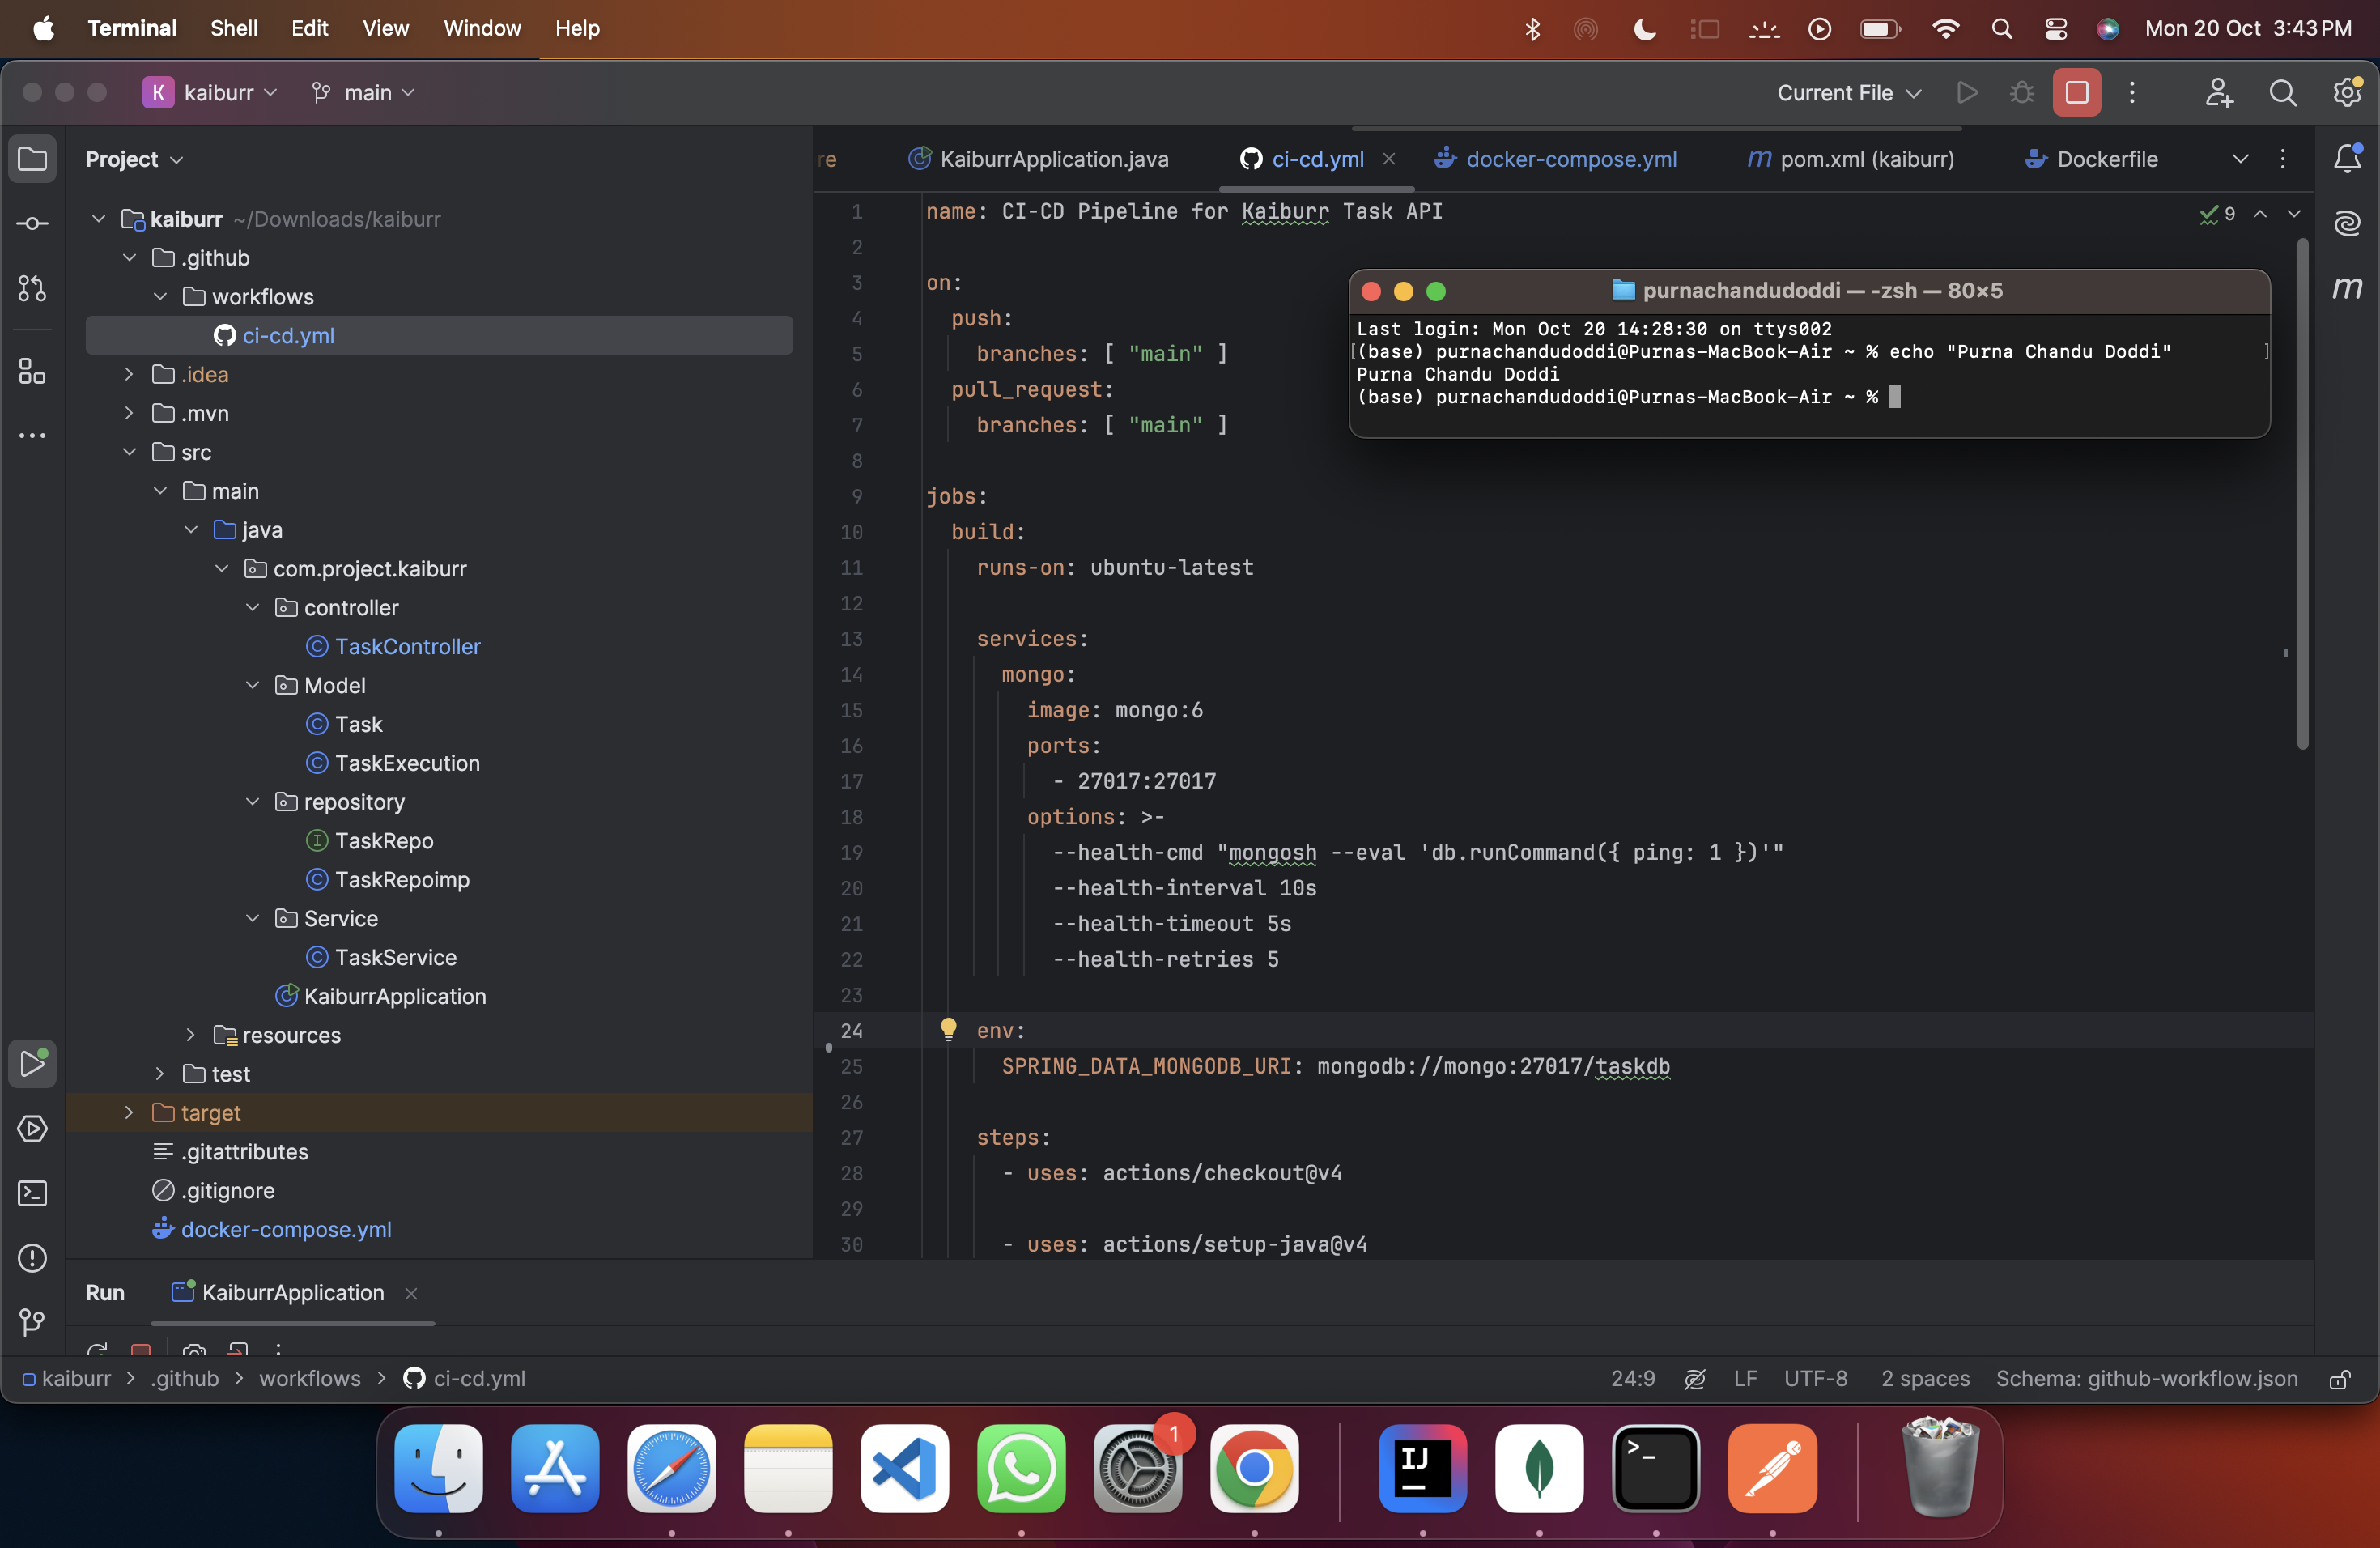 Terminal Shell Edit View Window Help Mon 20 Oct 3:43 PM
K kaiburr main Current File
Project
kaiburr ~/Downloads/kaiburr
.github
workflows
ci-cd.yml
.idea
.mvn
src
main
java
com.project.kaiburr
controller
TaskController
Model
Task
TaskExecution
repository
TaskRepo
TaskRepoimp
Service
TaskService
KaiburrApplication
resources
test
target
.gitattributes
.gitignore
docker-compose.yml
re KaiburrApplication.java ci-cd.yml docker-compose.yml pom.xml (kaiburr) Dockerfile
9
1 name: CI-CD Pipeline for Kaiburr Task API
2
3 on:
4 push:
5 branches: [ "main" ]
6 pull_request:
7 branches: [ "main" ]
8
9 jobs:
10 build:
11 runs-on: ubuntu-latest
12
13 services:
14 mongo:
15 image: mongo:6
16 ports:
17 - 27017:27017
18 options: >-
19 --health-cmd "mongosh --eval 'db.runCommand({ ping: 1 })'"
20 --health-interval 10s
21 --health-timeout 5s
22 --health-retries 5
23
24 env:
25 SPRING_DATA_MONGODB_URI: mongodb://mongo:27017/taskdb
26
27 steps:
28 - uses: actions/checkout@v4
29
30 - uses: actions/setup-java@v4
purnachandudoddi — -zsh — 80×5
Last login: Mon Oct 20 14:28:30 on ttys002
[(base) purnachandudoddi@Purnas-MacBook-Air ~ % echo "Purna Chandu Doddi" ]
Purna Chandu Doddi
(base) purnachandudoddi@Purnas-MacBook-Air ~ %
Run KaiburrApplication
kaiburr > .github > workflows > ci-cd.yml 24:9 LF UTF-8 2 spaces Schema: github-workflow.json
1
IJ
>_